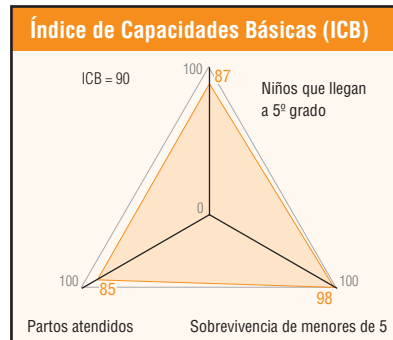 Índice de Capacidades Básicas (ICB)
ICB = 90
100
87
Niños que llegan
a 5º grado
0
100
85
98
100
Partos atendidos
Sobrevivencia de menores de 5